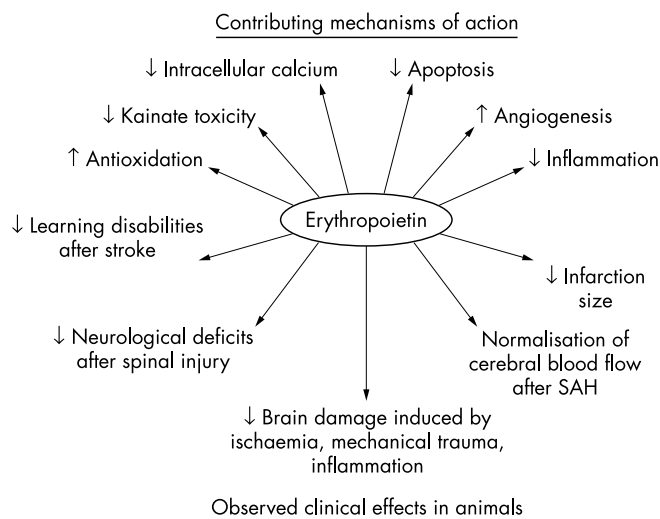 Contributing mechanisms of action
↓ Intracellular calcium
↓ Apoptosis
↓ Kainate toxicity
↑ Angiogenesis
↑ Antioxidation
↓ Inflammation
Erythropoietin
↓ Learning disabilities
after stroke
↓ Infarction
size
↓ Neurological deficits
after spinal injury
Normalisation of
cerebral blood flow
after SAH
↓ Brain damage induced by
ischaemia, mechanical trauma,
inflammation
Observed clinical effects in animals